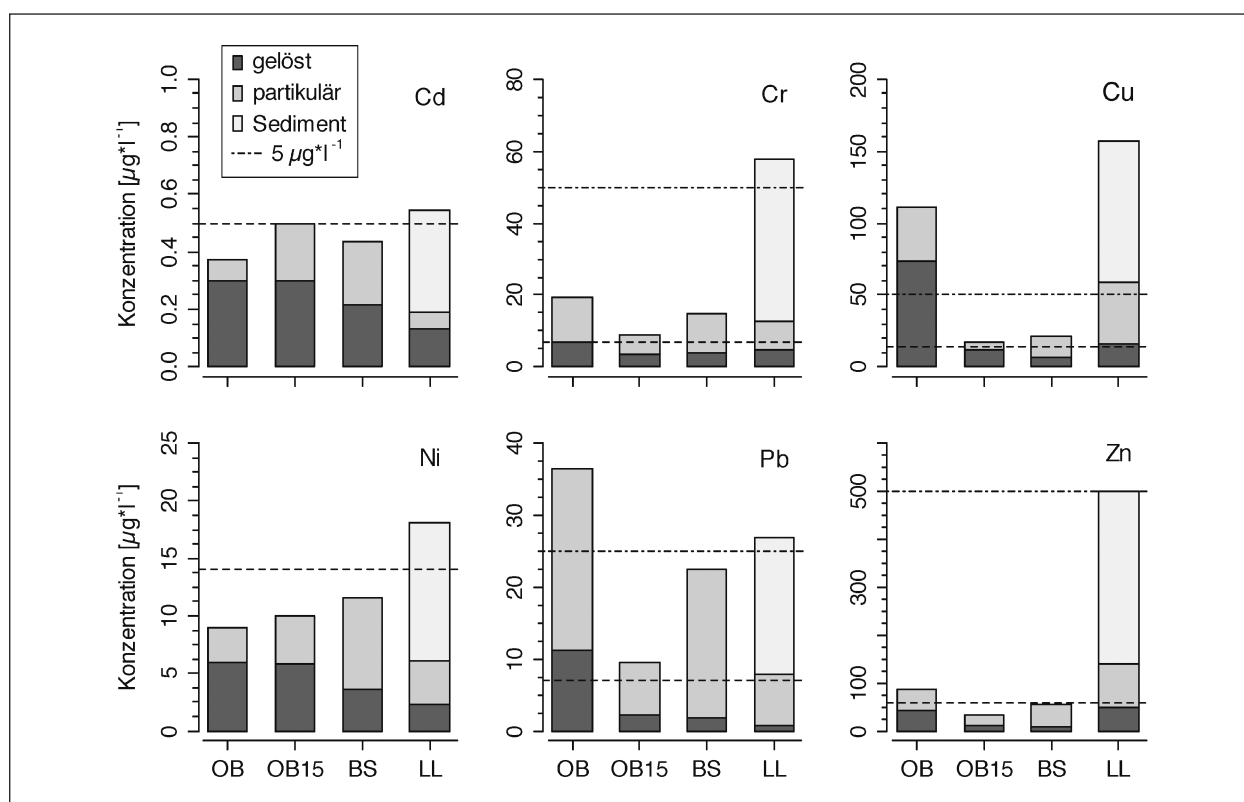 gelöst
partikulär
Sediment
5 µg*l⁻¹
Konzentration [µg*l⁻¹]
0.0 0.2 0.4 0.6 0.8 1.0
Cd
0 20 40 60 80
Cr
0 50 100 150 200
Cu
Konzentration [µg*l⁻¹]
0 5 10 15 20 25
Ni
0 10 20 30 40
Pb
0 100 300 500
Zn
OB OB15 BS LL
OB OB15 BS LL
OB OB15 BS LL